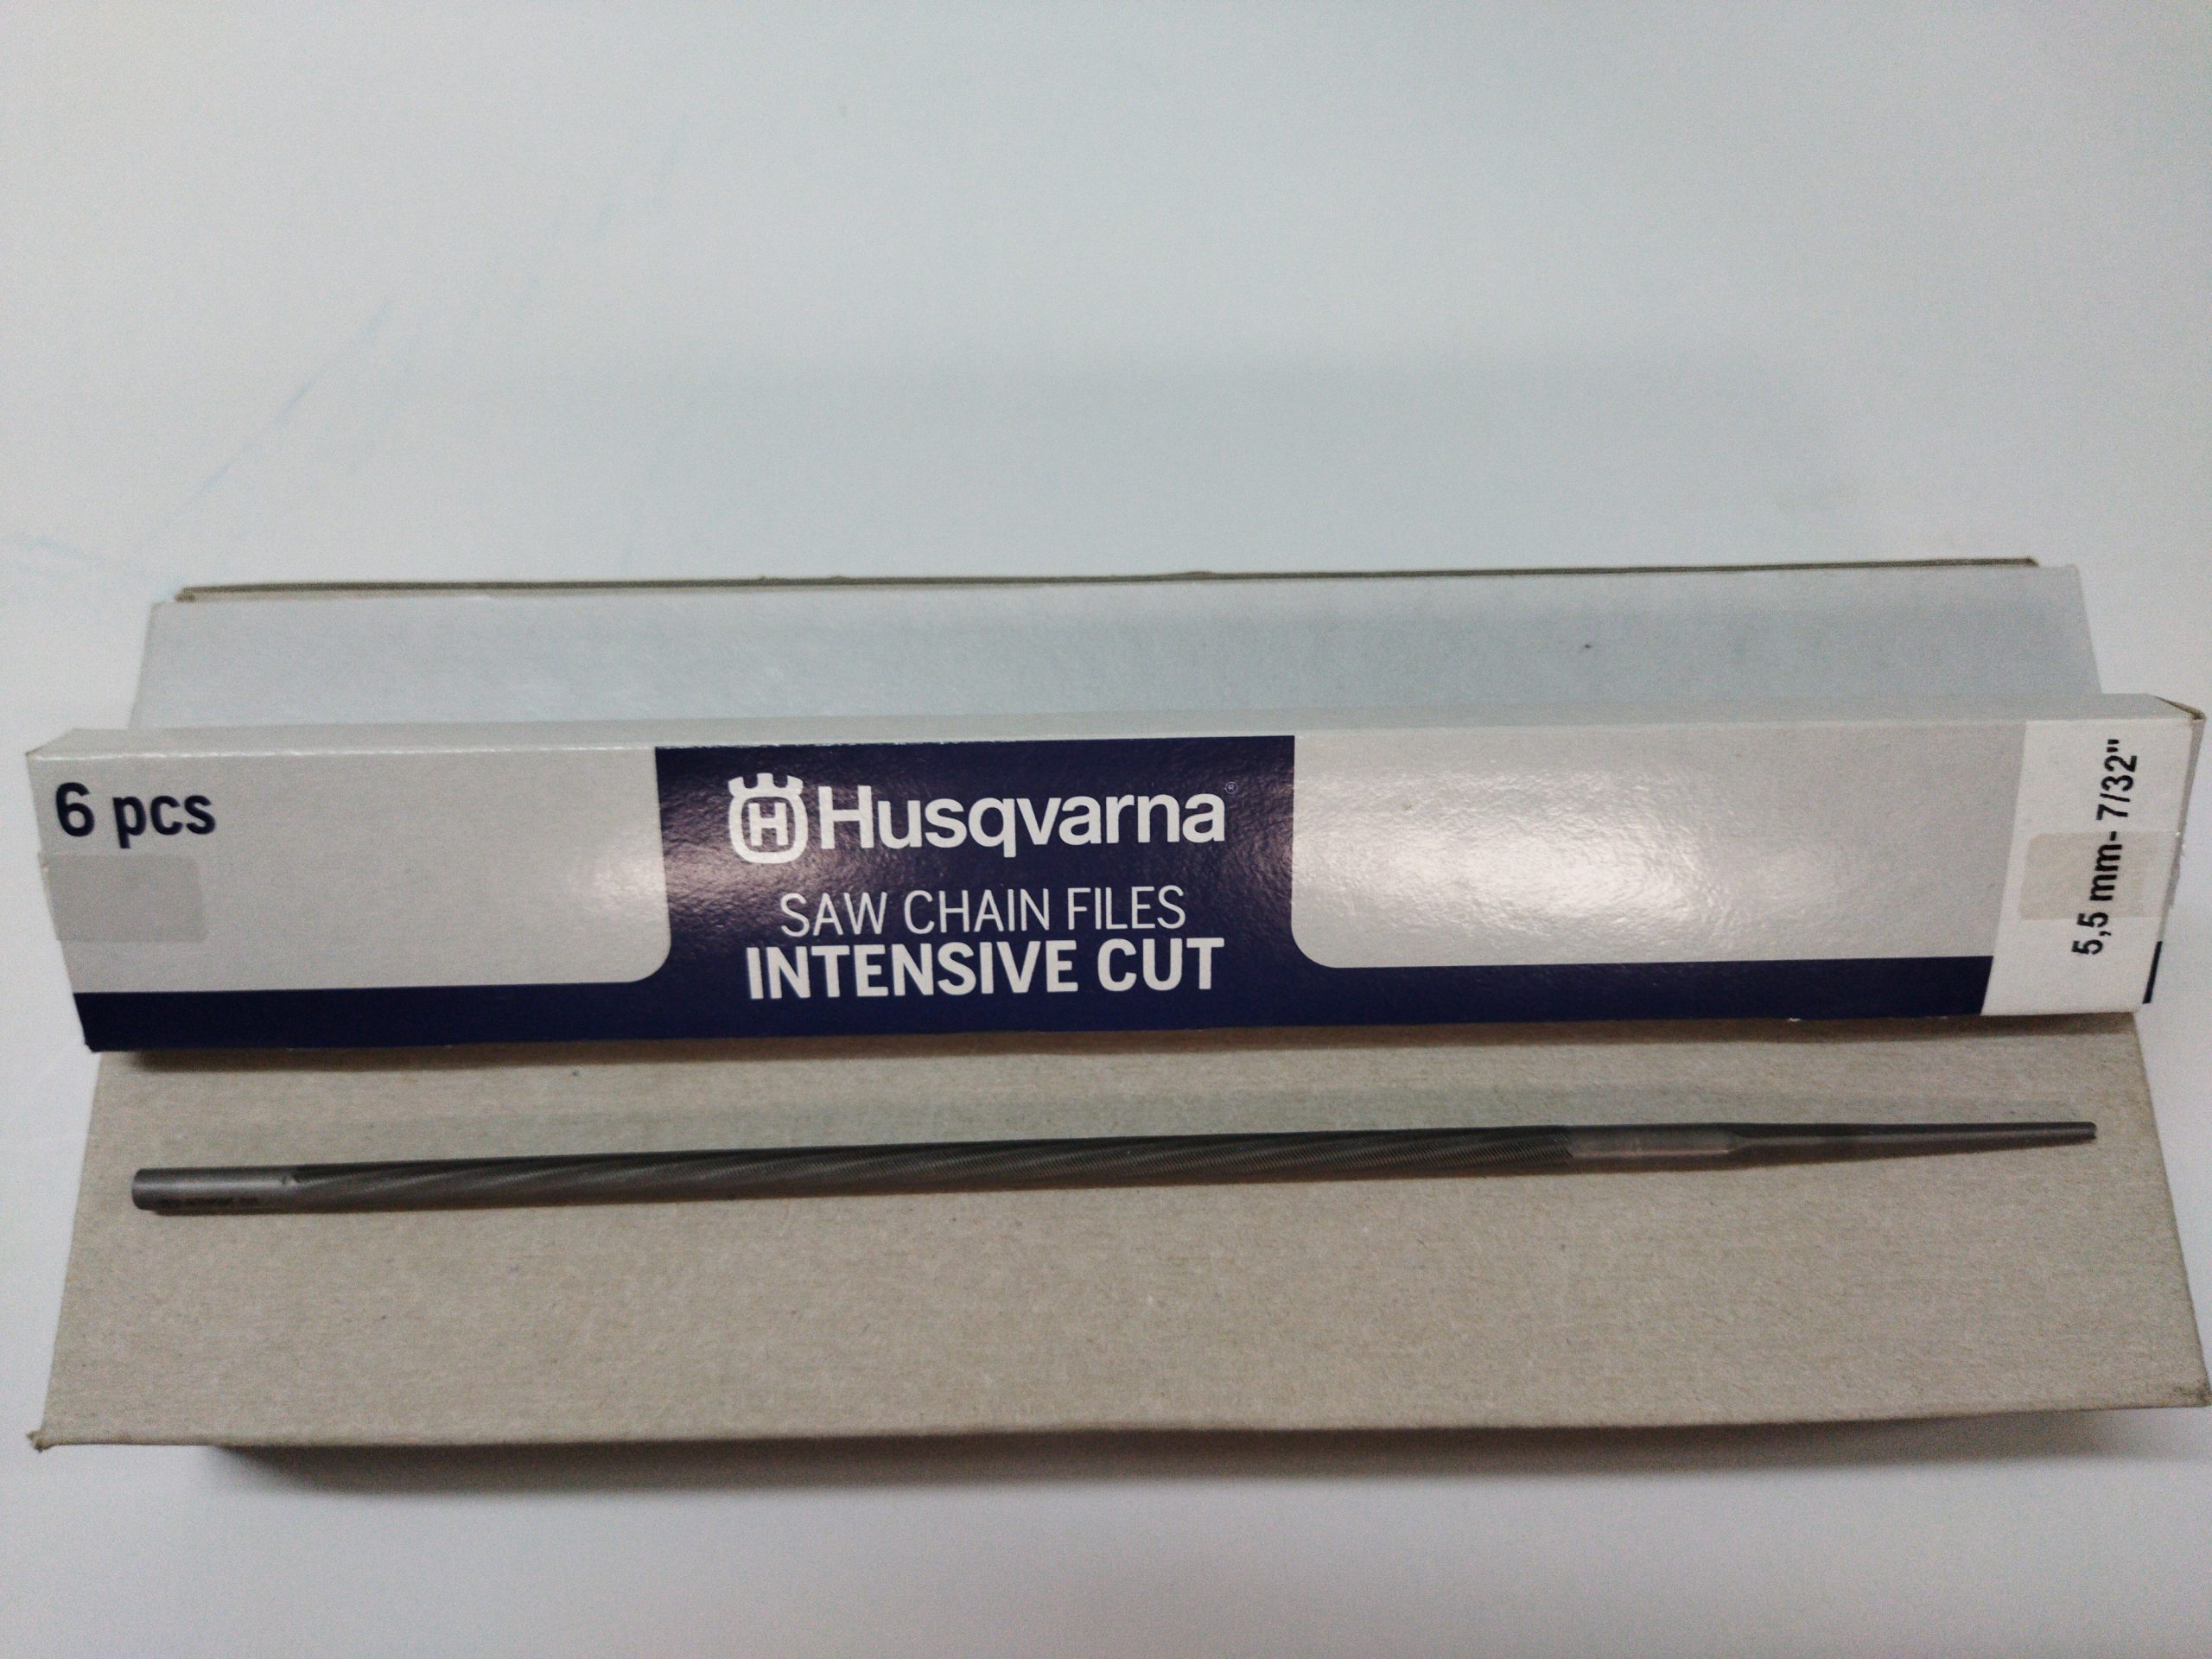 6 pcs
H Husqvarna®
SAW CHAIN FILES
INTENSIVE CUT
5,5 mm- 7/32"